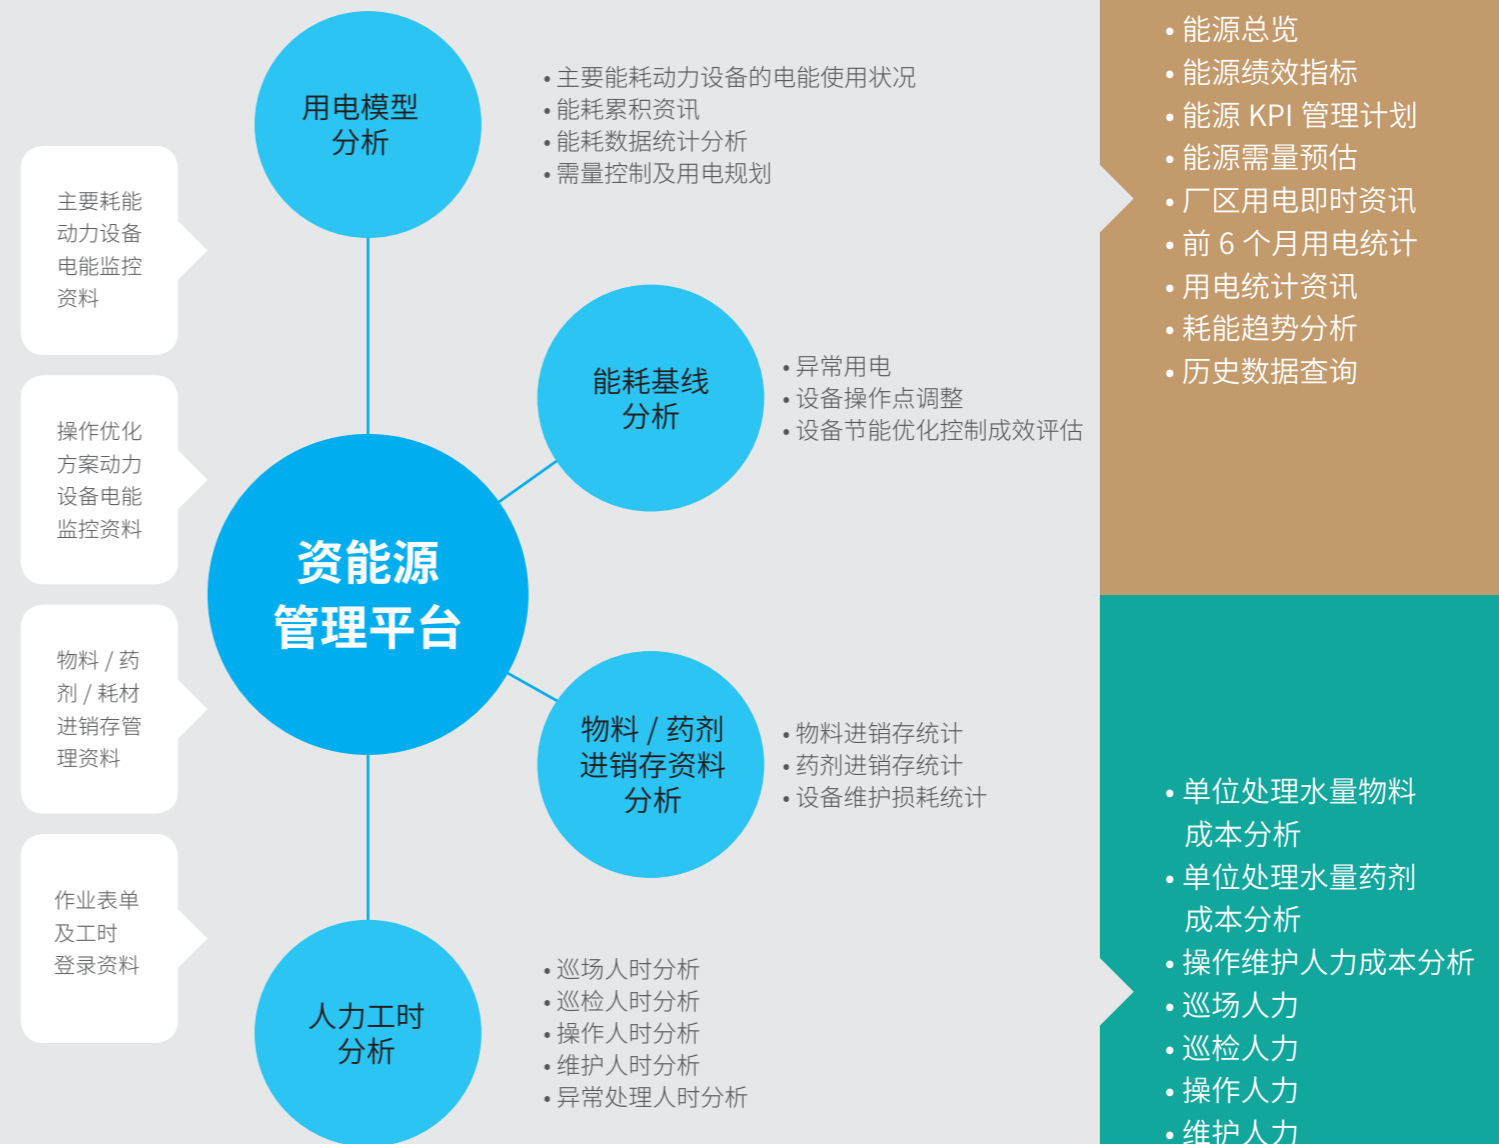 主要耗能
动力设备
电能监控
资料
操作优化
方案动力
设备电能
监控资料
物料 / 药
剂 / 耗材
进销存管
理资料
作业表单
及工时
登录资料
资能源
管理平台
用电模型
分析
• 主要能耗动力设备的电能使用状况
• 能耗累积资讯
• 能耗数据统计分析
• 需量控制及用电规划
能耗基线
分析
• 异常用电
• 设备操作点调整
• 设备节能优化控制成效评估
物料 / 药剂
进销存资料
分析
• 物料进销存统计
• 药剂进销存统计
• 设备维护损耗统计
人力工时
分析
• 巡场人时分析
• 巡检人时分析
• 操作人时分析
• 维护人时分析
• 异常处理人时分析
• 能源总览
• 能源绩效指标
• 能源 KPI 管理计划
• 能源需量预估
• 厂区用电即时资讯
• 前 6 个月用电统计
• 用电统计资讯
• 耗能趋势分析
• 历史数据查询
• 单位处理水量物料
成本分析
• 单位处理水量药剂
成本分析
• 操作维护人力成本分析
• 巡场人力
• 巡检人力
• 操作人力
• 维护人力